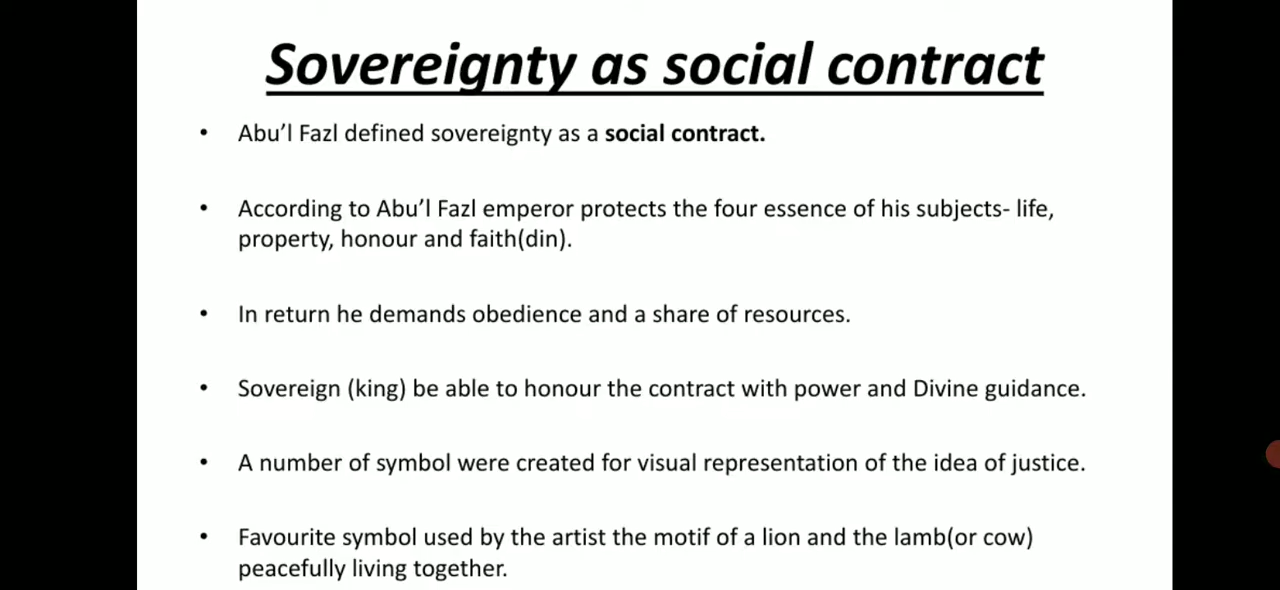 Sovereignty as social contract
• Abu’l Fazl defined sovereignty as a social contract.
• According to Abu’l Fazl emperor protects the four essence of his subjects- life,
property, honour and faith(din).
• In return he demands obedience and a share of resources.
• Sovereign (king) be able to honour the contract with power and Divine guidance.
• A number of symbol were created for visual representation of the idea of justice.
• Favourite symbol used by the artist the motif of a lion and the lamb(or cow)
peacefully living together.